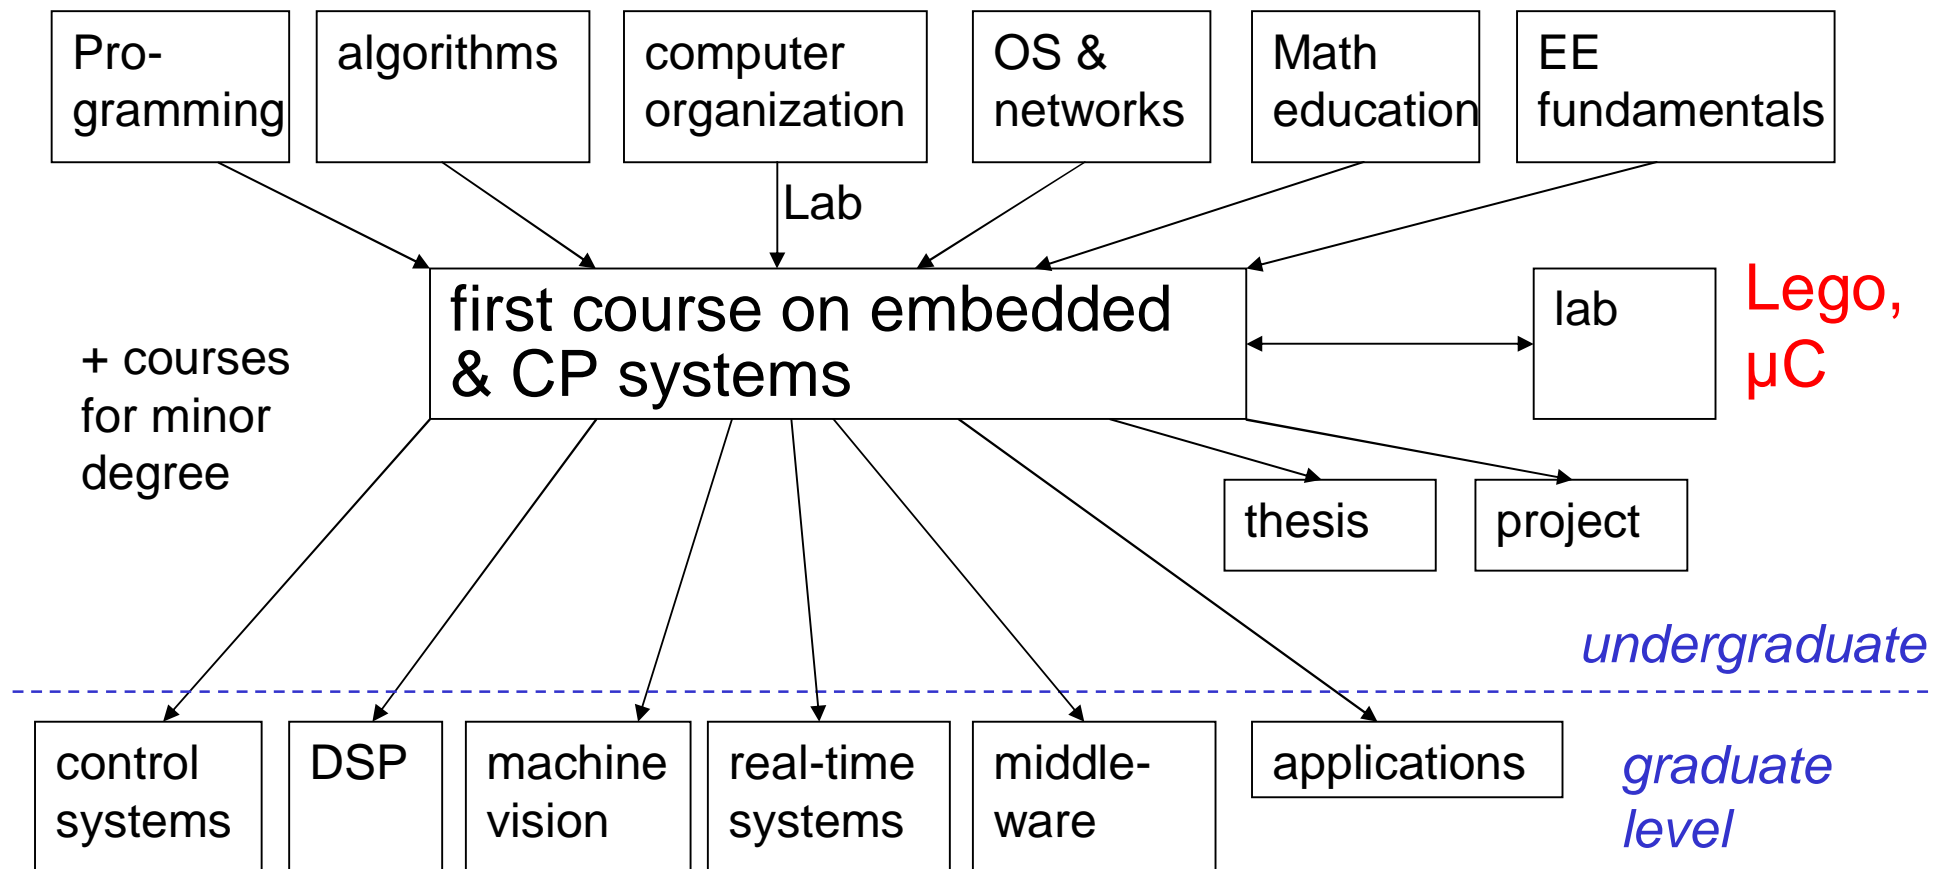 Pro-
gramming
algorithms
computer
organization
OS &
networks
Math
education
EE
fundamentals
Lab
first course on embedded
& CP systems
lab
Lego,
µC
+ courses
for minor
degree
thesis
project
undergraduate
control
systems
DSP
machine
vision
real-time
systems
middle-
ware
applications
graduate
level